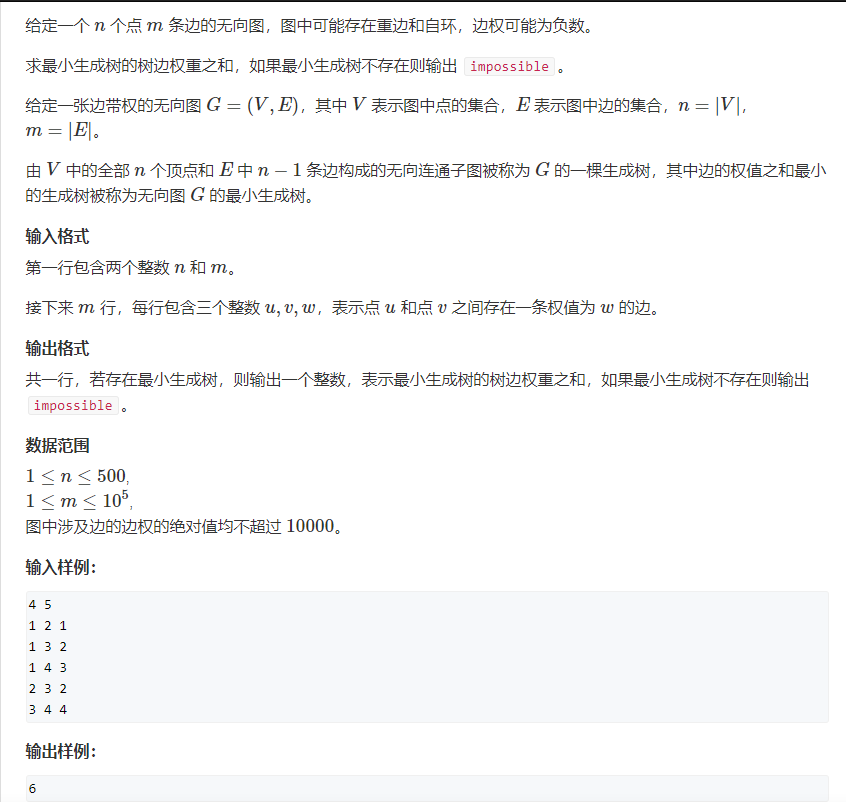 给定一个 n 个点 m 条边的无向图，图中可能存在重边和自环，边权可能为负数。
求最小生成树的树边权重之和，如果最小生成树不存在则输出 impossible 。
给定一张边带权的无向图 G = (V, E)，其中 V 表示图中点的集合，E 表示图中边的集合，n = |V|，
m = |E|。
由 V 中的全部 n 个顶点和 E 中 n − 1 条边构成的无向连通子图被称为 G 的一棵生成树，其中边的权值之和最小
的生成树被称为无向图 G 的最小生成树。
输入格式
第一行包含两个整数 n 和 m。
接下来 m 行，每行包含三个整数 u, v, w，表示点 u 和点 v 之间存在一条权值为 w 的边。
输出格式
共一行，若存在最小生成树，则输出一个整数，表示最小生成树的树边权重之和，如果最小生成树不存在则输出
impossible 。
数据范围
1 ≤ n ≤ 500,
1 ≤ m ≤ 10⁵,
图中涉及边的边权的绝对值均不超过 10000。
输入样例：
4 5
1 2 1
1 3 2
1 4 3
2 3 2
3 4 4
输出样例：
6